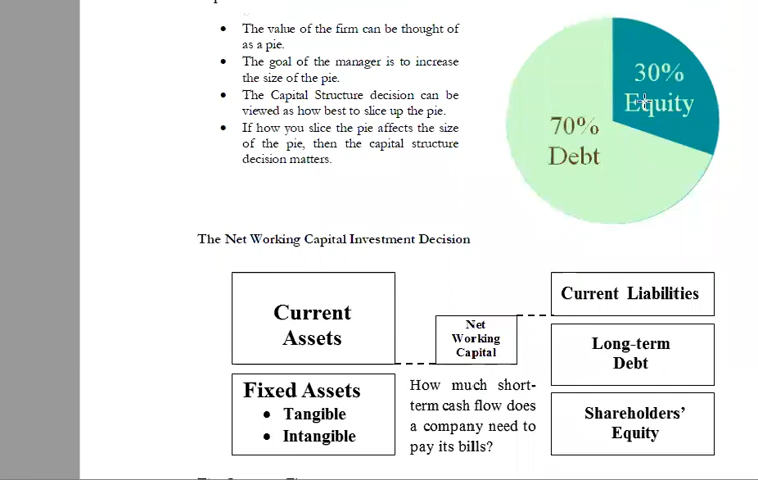 • The value of the firm can be thought of
as a pie.
• The goal of the manager is to increase
the size of the pie.
• The Capital Structure decision can be
viewed as how best to slice up the pie.
• If how you slice the pie affects the size
of the pie, then the capital structure
decision matters.
30%
Equity
70%
Debt
The Net Working Capital Investment Decision
Current
Assets
Fixed Assets
• Tangible
• Intangible
Net
Working
Capital
How much short-
term cash flow does
a company need to
pay its bills?
Current Liabilities
Long-term
Debt
Shareholders’
Equity